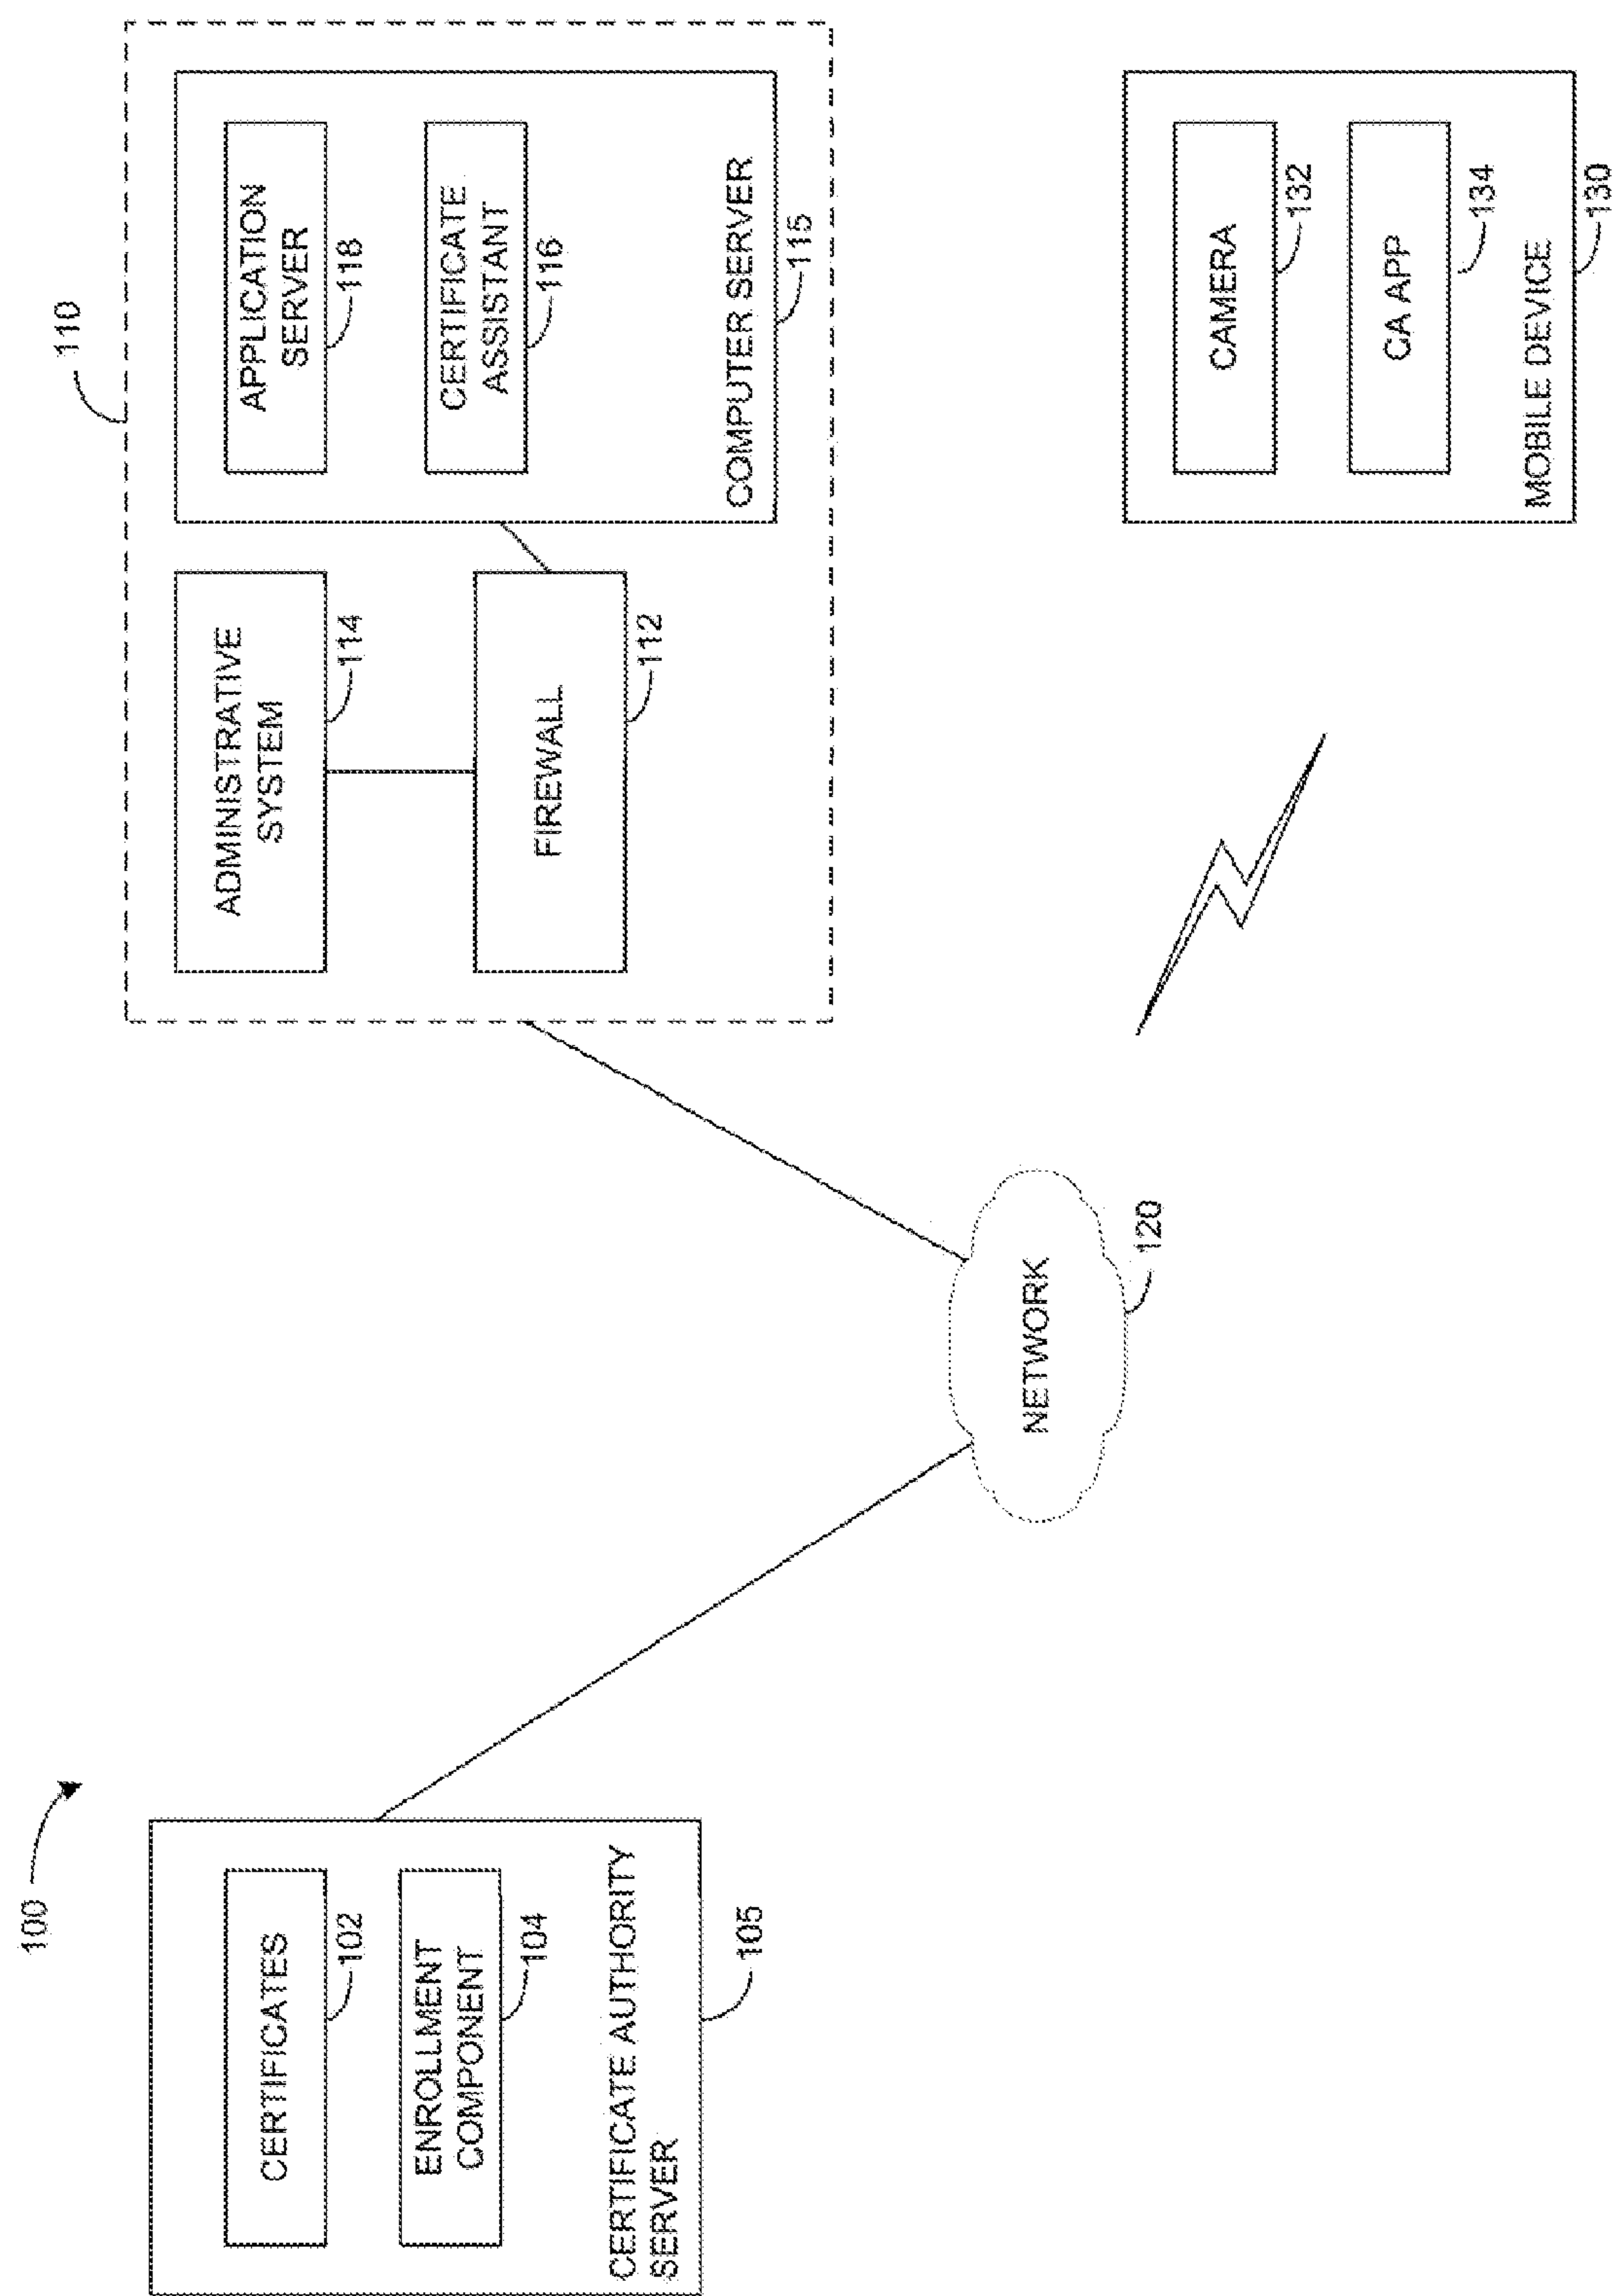 100
CERTIFICATES
102
ENROLLMENT
COMPONENT
104
CERTIFICATE AUTHORITY
SERVER
105
NETWORK
120
110
ADMINISTRATIVE
SYSTEM
114
FIREWALL
112
APPLICATION
SERVER
118
CERTIFICATE
ASSISTANT
116
COMPUTER SERVER
115
CAMERA
132
CA APP
134
MOBILE DEVICE
130